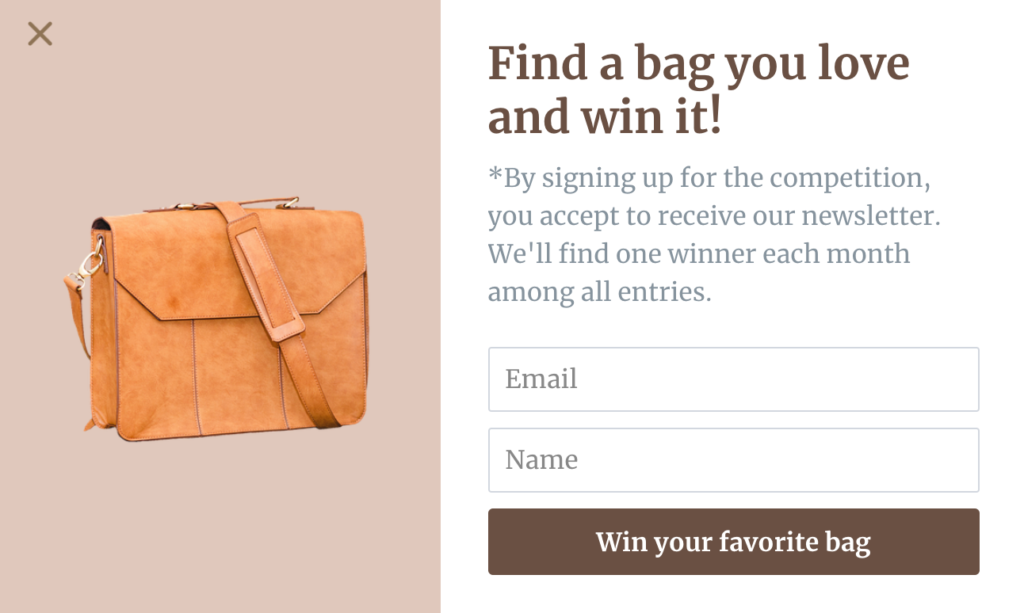 Find a bag you love
and win it!
*By signing up for the competition,
you accept to receive our newsletter.
We'll find one winner each month
among all entries.
Email
Name
Win your favorite bag